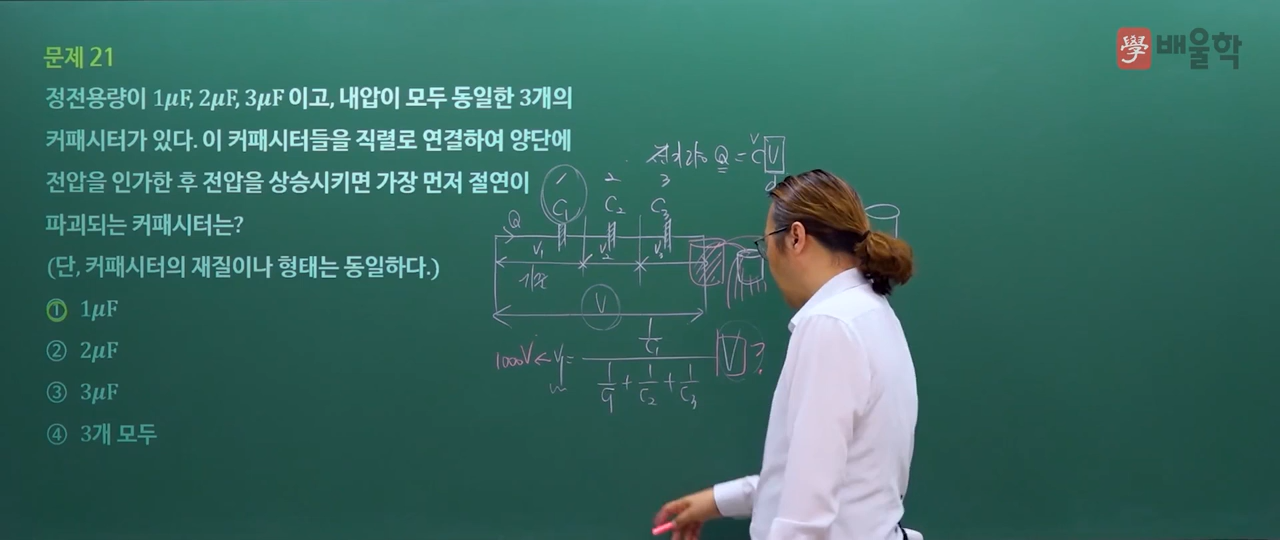 문제 21
정전용량이 1μF, 2μF, 3μF 이고, 내압이 모두 동일한 3개의
커패시터가 있다. 이 커패시터들을 직렬로 연결하여 양단에
전압을 인가한 후 전압을 상승시키면 가장 먼저 절연이
파괴되는 커패시터는?
(단, 커패시터의 재질이나 형태는 동일하다.)
① 1μF
② 2μF
③ 3μF
④ 3개 모두
學 배울학
Q = CV
1 2 3
C₁ C₂ C₃
Q
V₁ V₂ V₃
V
1000V ← V₁ = (1/C₁) / (1/C₁ + 1/C₂ + 1/C₃) V ?